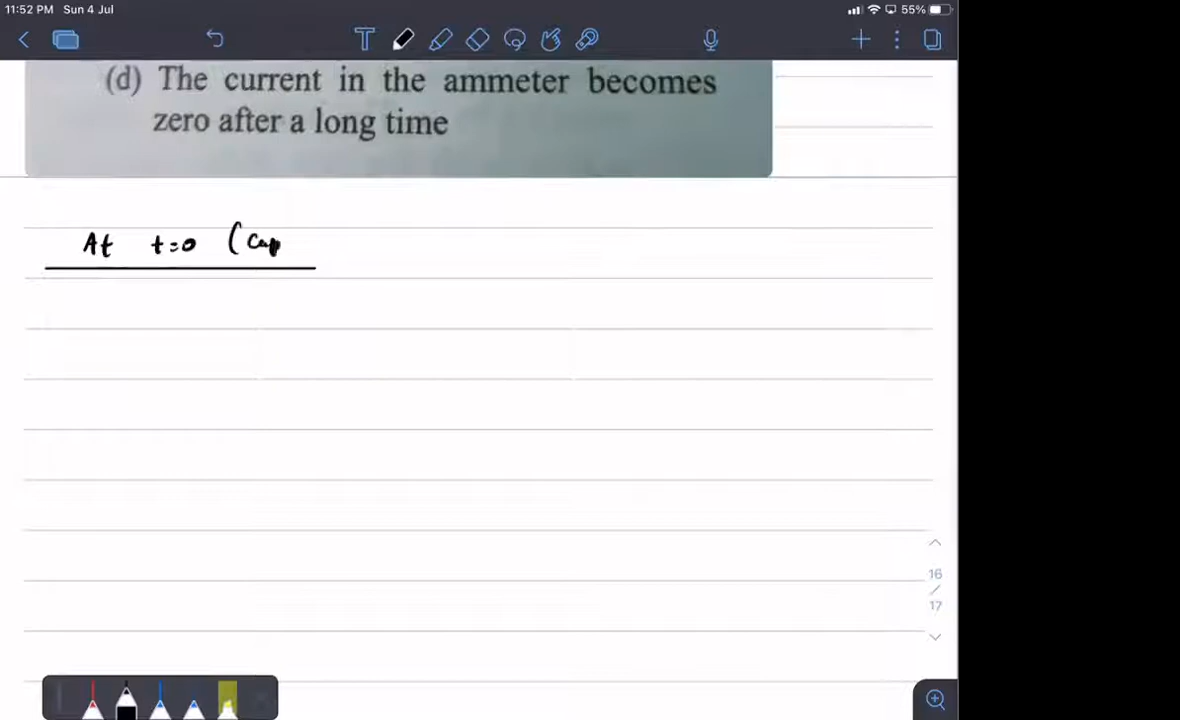 11:52 PM Sun 4 Jul 55%
T
(d) The current in the ammeter becomes
zero after a long time
At t=0 (Cap
16
/
17